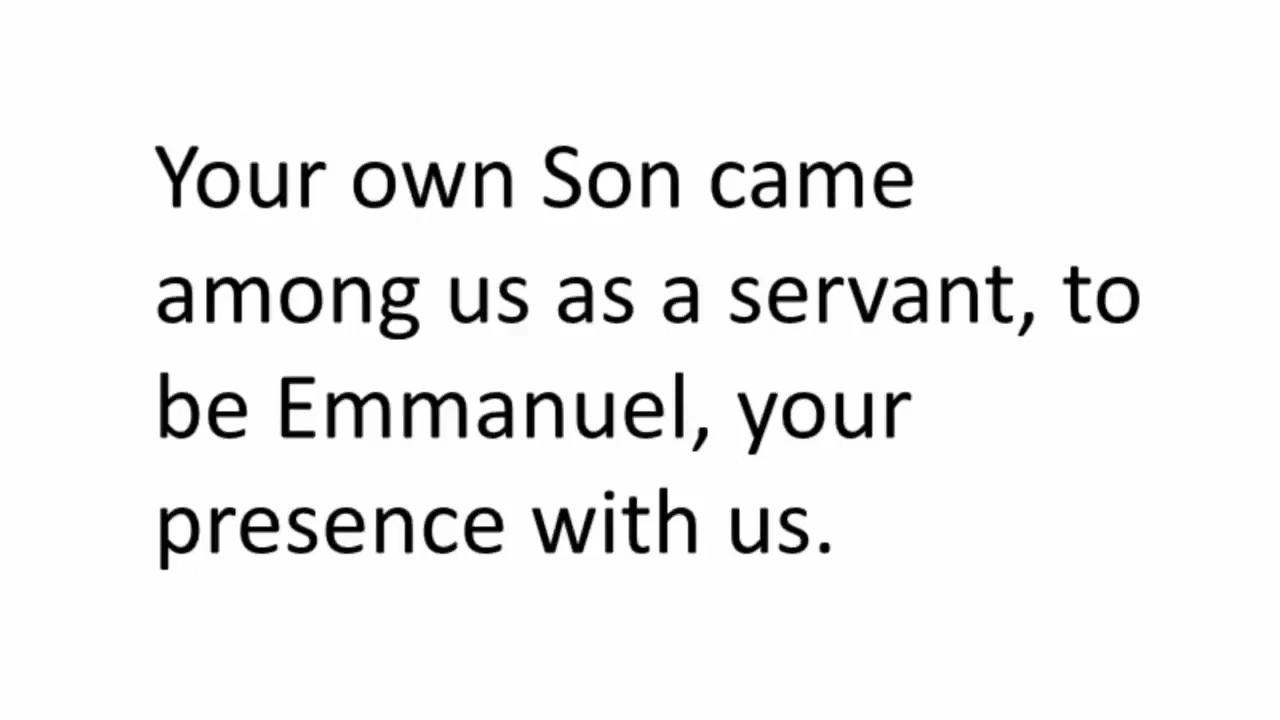 Your own Son came
among us as a servant, to
be Emmanuel, your
presence with us.